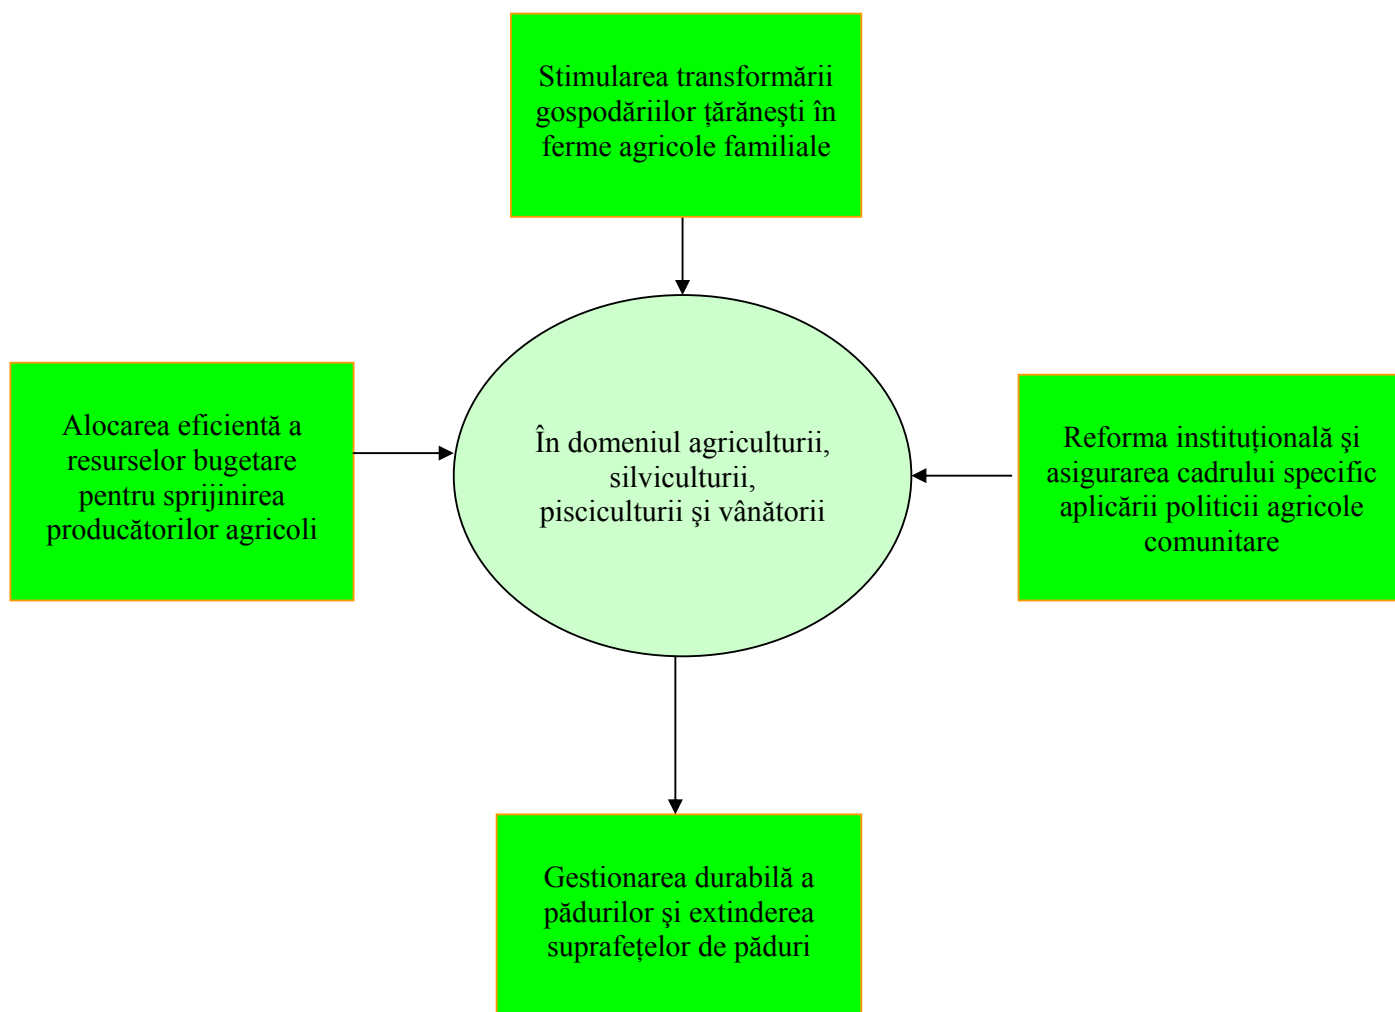 Stimularea transformării
gospodăriilor ţărăneşti în
ferme agricole familiale
Alocarea eficientă a
resurselor bugetare
pentru sprijinirea
producătorilor agricoli
În domeniul agriculturii,
silviculturii,
pisciculturii şi vânătorii
Reforma instituţională şi
asigurarea cadrului specific
aplicării politicii agricole
comunitare
Gestionarea durabilă a
pădurilor şi extinderea
suprafeţelor de păduri